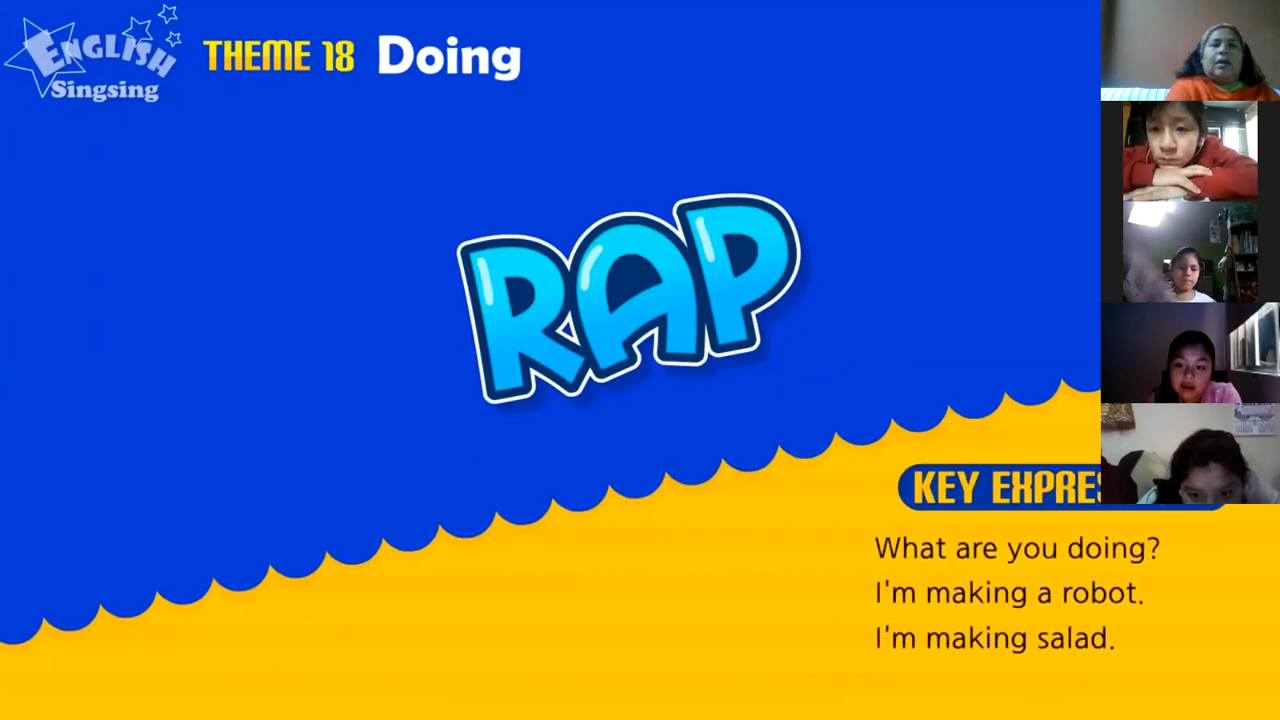 ENGLISH
Singsing
THEME 18 Doing
RAP
KEY EXPRES
What are you doing?
I'm making a robot.
I'm making salad.